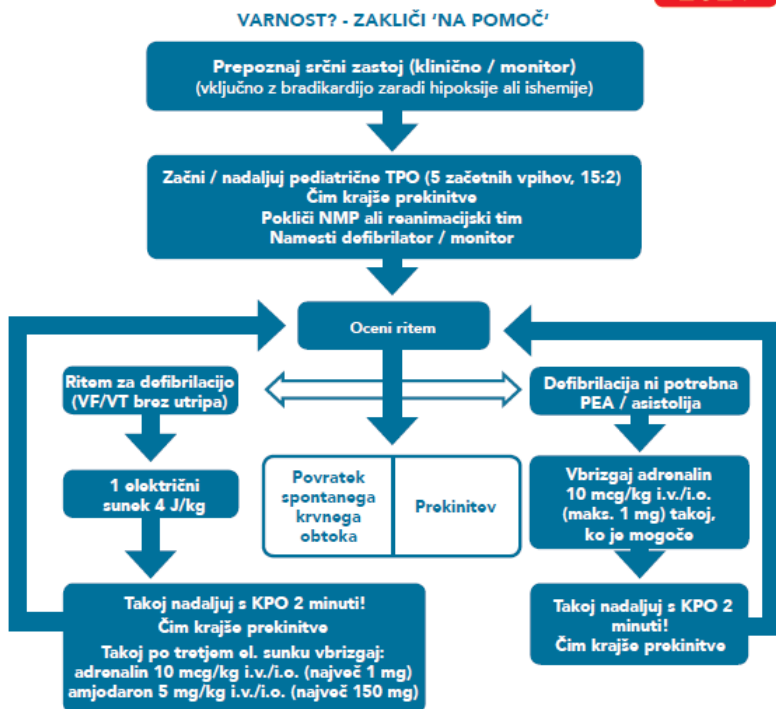 VARNOST? - ZAKLIČI ‘NA POMOČ’
Prepoznaj srčni zastoj (klinično / monitor)
(vključno z bradikardijo zaradi hipoksije ali ishemije)
Začni / nadaljuj pediatrične TPO (5 začetnih vpihov, 15:2)
Čim krajše prekinitve
Pokliči NMP ali reanimacijski tim
Namesti defibrilator / monitor
Oceni ritem
Ritem za defibrilacijo
(VF/VT brez utripa)
Defibrilacija ni potrebna
PEA / asistolija
1 električni
sunek 4 J/kg
Povratek
spontanega
krvnega
obtoka
Prekinitev
Vbrizgaj adrenalin
10 mcg/kg i.v./i.o.
(maks. 1 mg) takoj,
ko je mogoče
Takoj nadaljuj s KPO 2 minuti!
Čim krajše prekinitve
Takoj po tretjem el. sunku vbrizgaj:
adrenalin 10 mcg/kg i.v./i.o. (največ 1 mg)
amjodaron 5 mg/kg i.v./i.o. (največ 150 mg)
Takoj nadaljuj s KPO 2
minuti!
Čim krajše prekinitve